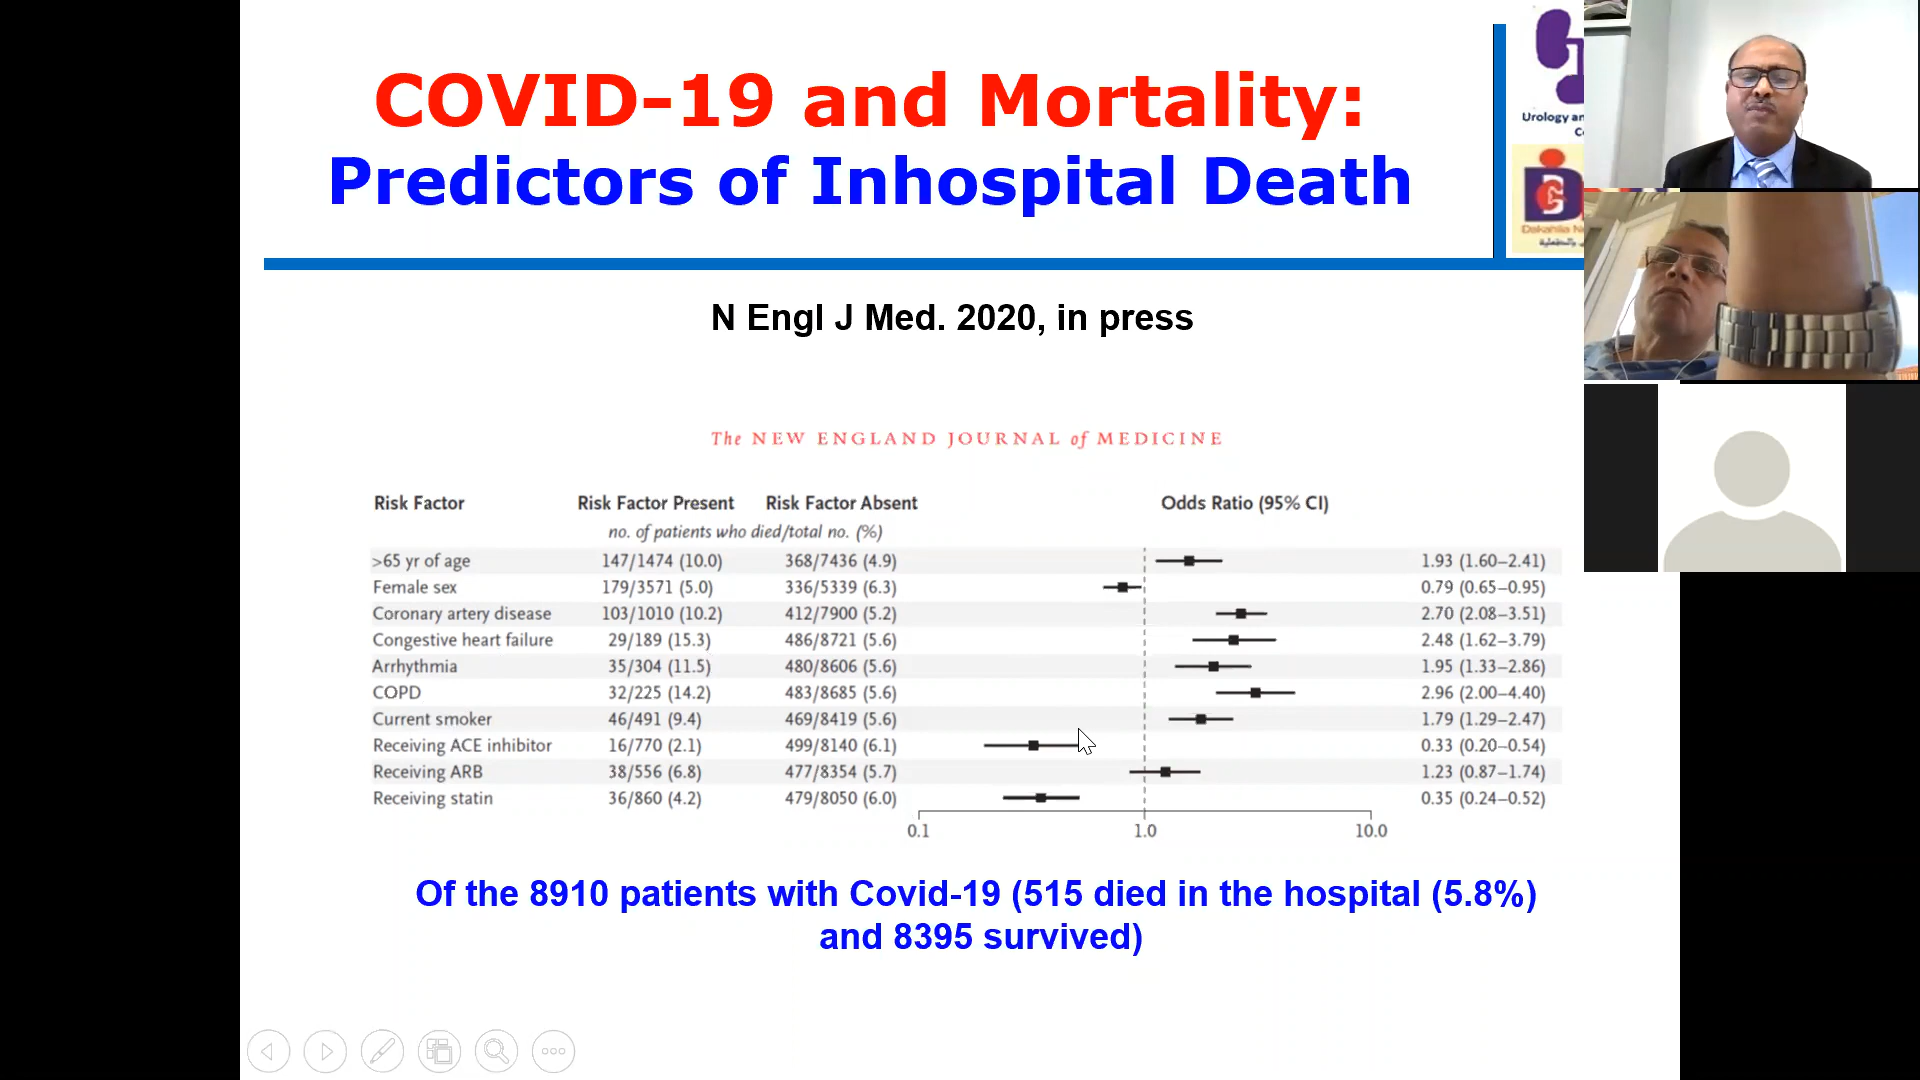 COVID-19 and Mortality:
Predictors of Inhospital Death
Urology an
N Engl J Med. 2020, in press
The NEW ENGLAND JOURNAL of MEDICINE
Risk Factor Risk Factor Present Risk Factor Absent Odds Ratio (95% CI)
no. of patients who died/total no. (%)
>65 yr of age 147/1474 (10.0) 368/7436 (4.9) 1.93 (1.60–2.41)
Female sex 179/3571 (5.0) 336/5339 (6.3) 0.79 (0.65–0.95)
Coronary artery disease 103/1010 (10.2) 412/7900 (5.2) 2.70 (2.08–3.51)
Congestive heart failure 29/189 (15.3) 486/8721 (5.6) 2.48 (1.62–3.79)
Arrhythmia 35/304 (11.5) 480/8606 (5.6) 1.95 (1.33–2.86)
COPD 32/225 (14.2) 483/8685 (5.6) 2.96 (2.00–4.40)
Current smoker 46/491 (9.4) 469/8419 (5.6) 1.79 (1.29–2.47)
Receiving ACE inhibitor 16/770 (2.1) 499/8140 (6.1) 0.33 (0.20–0.54)
Receiving ARB 38/556 (6.8) 477/8354 (5.7) 1.23 (0.87–1.74)
Receiving statin 36/860 (4.2) 479/8050 (6.0) 0.35 (0.24–0.52)
0.1 1.0 10.0
Of the 8910 patients with Covid-19 (515 died in the hospital (5.8%)
and 8395 survived)